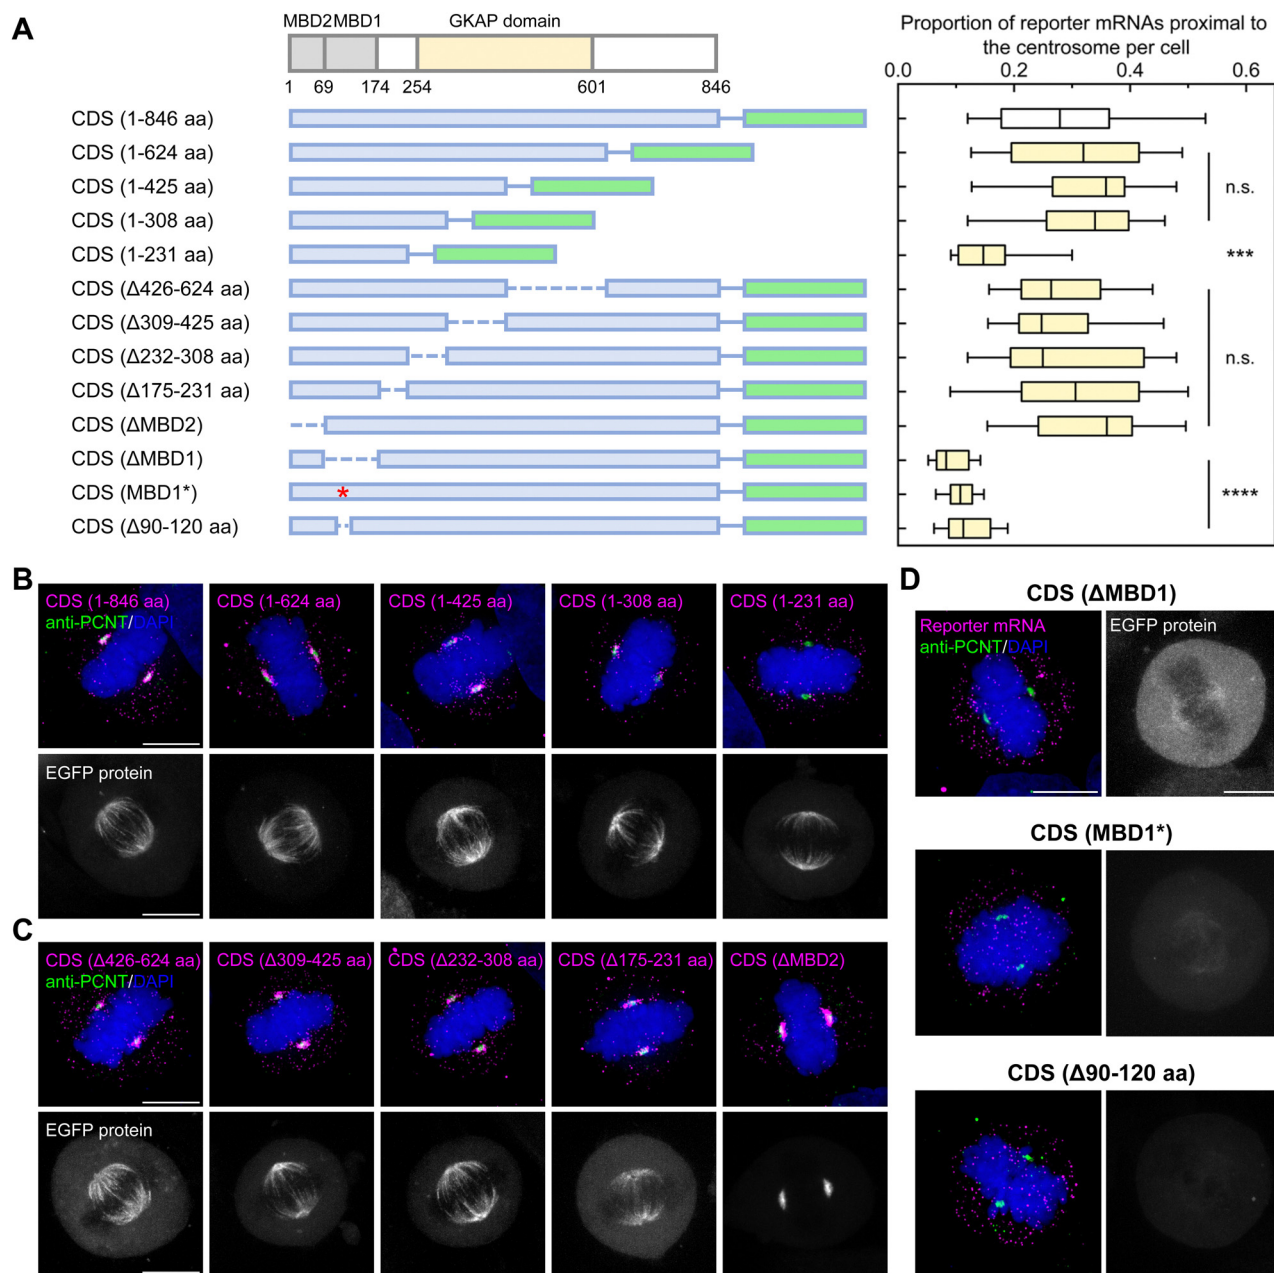 A
MBD2 MBD1 GKAP domain
1 69 174 254 601 846
Proportion of reporter mRNAs proximal to
the centrosome per cell
0.0 0.2 0.4 0.6
CDS (1-846 aa)
CDS (1-624 aa)
CDS (1-425 aa)
n.s.
CDS (1-308 aa)
CDS (1-231 aa)
***
CDS (Δ426-624 aa)
CDS (Δ309-425 aa)
CDS (Δ232-308 aa)
n.s.
CDS (Δ175-231 aa)
CDS (ΔMBD2)
CDS (ΔMBD1)
CDS (MBD1*)
*
****
CDS (Δ90-120 aa)
B
CDS (1-846 aa)
anti-PCNT/DAPI
CDS (1-624 aa)
CDS (1-425 aa)
CDS (1-308 aa)
CDS (1-231 aa)
EGFP protein
C
CDS (Δ426-624 aa)
anti-PCNT/DAPI
CDS (Δ309-425 aa)
CDS (Δ232-308 aa)
CDS (Δ175-231 aa)
CDS (ΔMBD2)
EGFP protein
D
CDS (ΔMBD1)
Reporter mRNA
anti-PCNT/DAPI
EGFP protein
CDS (MBD1*)
CDS (Δ90-120 aa)